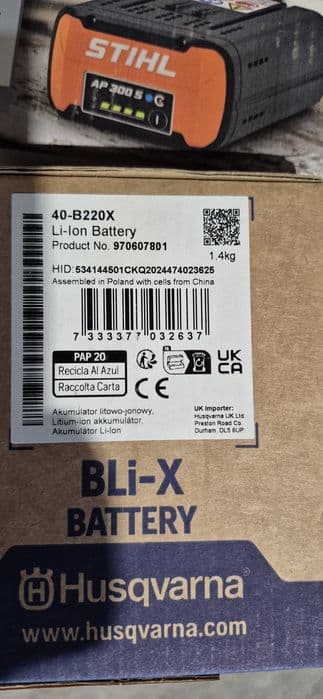 STIHL
AP 300 S
40-B220X
Li-Ion Battery
Product No. 970607801
1.4kg
HID: 534144501CKQ2024474023625
Assembled in Poland with cells from China
7 333377 032637
PAP 20
Recicla Al Azul
Raccolta Carta
CE
UK
CA
Akumulator litowo-jonowy,
Lítium-ion akkumulátor,
Akumulátor Li-Ion
UK Importer:
Husqvarna UK Ltd
Preston Road Co.
Durham DL5 6UP
BLi-X
BATTERY
Husqvarna
www.husqvarna.com